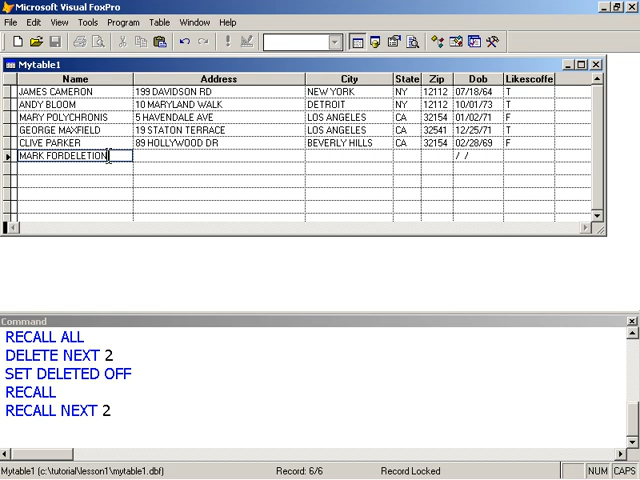 Microsoft Visual FoxPro
File Edit View Tools Program Table Window Help
Mytable1
Name Address City State Zip Dob Likescoffe
JAMES CAMERON 199 DAVIDSON RD NEW YORK NY 12112 07/18/64 T
ANDY BLOOM 10 MARYLAND WALK DETROIT NY 12112 10/01/73 T
MARY POLYCHRONIS 5 HAVENDALE AVE LOS ANGELES CA 32154 01/02/71 F
GEORGE MAXFIELD 19 STATON TERRACE LOS ANGELES CA 32541 12/25/71 T
CLIVE PARKER 89 HOLLYWOOD DR BEVERLY HILLS CA 32154 02/28/69 F
MARK FORDELETION / /
Command
RECALL ALL
DELETE NEXT 2
SET DELETED OFF
RECALL
RECALL NEXT 2
Mytable1 (c:\tutorial\lesson1\mytable1.dbf) Record: 6/6 Record Locked NUM CAPS